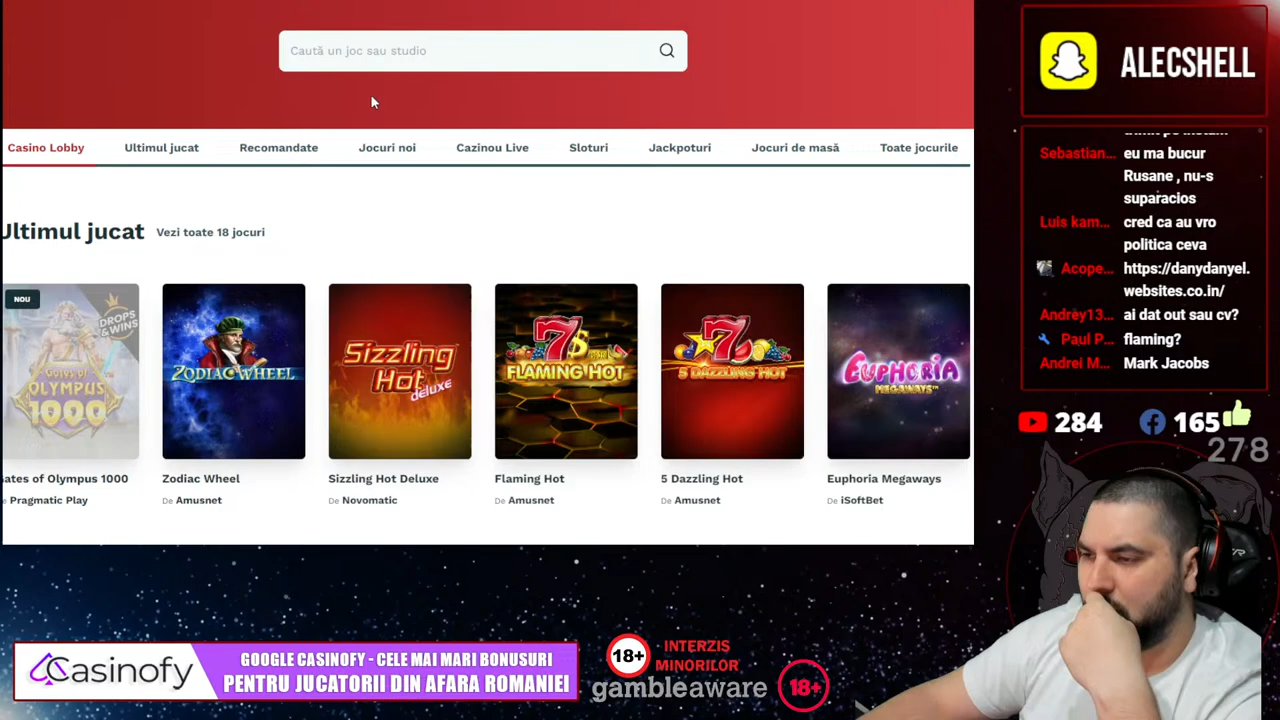 Caută un joc sau studio
Casino Lobby
Ultimul jucat
Recomandate
Jocuri noi
Cazinou Live
Sloturi
Jackpoturi
Jocuri de masă
Toate jocurile
Ultimul jucat
Vezi toate 18 jocuri
NOU
DROPS & WINS
Gates of OLYMPUS 1000
ZODIAC WHEEL
Sizzling Hot deluxe
FLAMING HOT
5 DAZZLING HOT
EUPHORIA MEGAWAYS™
Gates of Olympus 1000
Pragmatic Play
Zodiac Wheel
De Amusnet
Sizzling Hot Deluxe
De Novomatic
Flaming Hot
De Amusnet
5 Dazzling Hot
De Amusnet
Euphoria Megaways
De iSoftBet
ALECSHELL
Sebastian... eu ma bucur
Rusane , nu-s
suparacios
Luis kam... cred ca au vro
politica ceva
Acope... https://danydanyel.
websites.co.in/
Andrey13... ai dat out sau cv?
Paul P... flaming?
Andrei M... Mark Jacobs
284
165
278
Casinofy
GOOGLE CASINOFY - CELE MAI MARI BONUSURI
PENTRU JUCATORII DIN AFARA ROMANIEI
18+
- INTERZIS
MINORILOR
gambleaware
18+